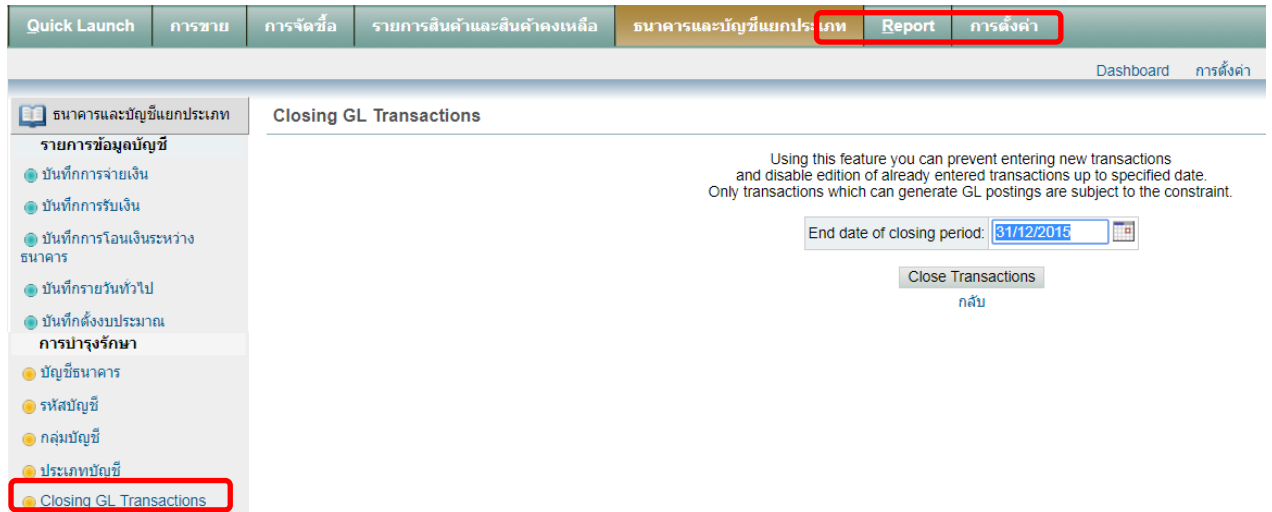 Quick Launch การขาย การจัดซื้อ รายการสินค้าและสินค้าคงเหลือ ธนาคารและบัญชีแยกประเภท Report การตั้งค่า
Dashboard การตั้งค่า
ธนาคารและบัญชีแยกประเภท
รายการข้อมูลบัญชี
บันทึกการจ่ายเงิน
บันทึกการรับเงิน
บันทึกการโอนเงินระหว่าง
ธนาคาร
บันทึกรายวันทั่วไป
บันทึกตั้งงบประมาณ
การบำรุงรักษา
บัญชีธนาคาร
รหัสบัญชี
กลุ่มบัญชี
ประเภทบัญชี
Closing GL Transactions
Closing GL Transactions
Using this feature you can prevent entering new transactions
and disable edition of already entered transactions up to specified date.
Only transactions which can generate GL postings are subject to the constraint.
End date of closing period: 31/12/2015
Close Transactions
กลับ